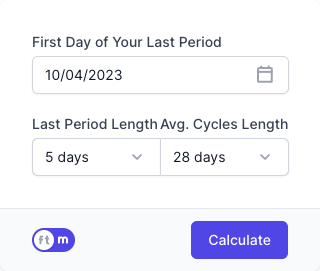 First Day of Your Last Period
10/04/2023
Last Period Length Avg. Cycles Length
5 days 28 days
ft m
Calculate